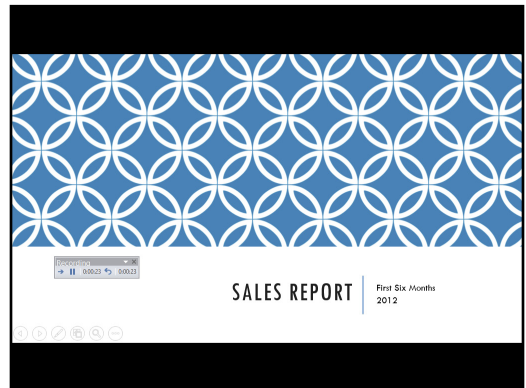 Recording
0:00:23 0:00:23
SALES REPORT
First Six Months
2012